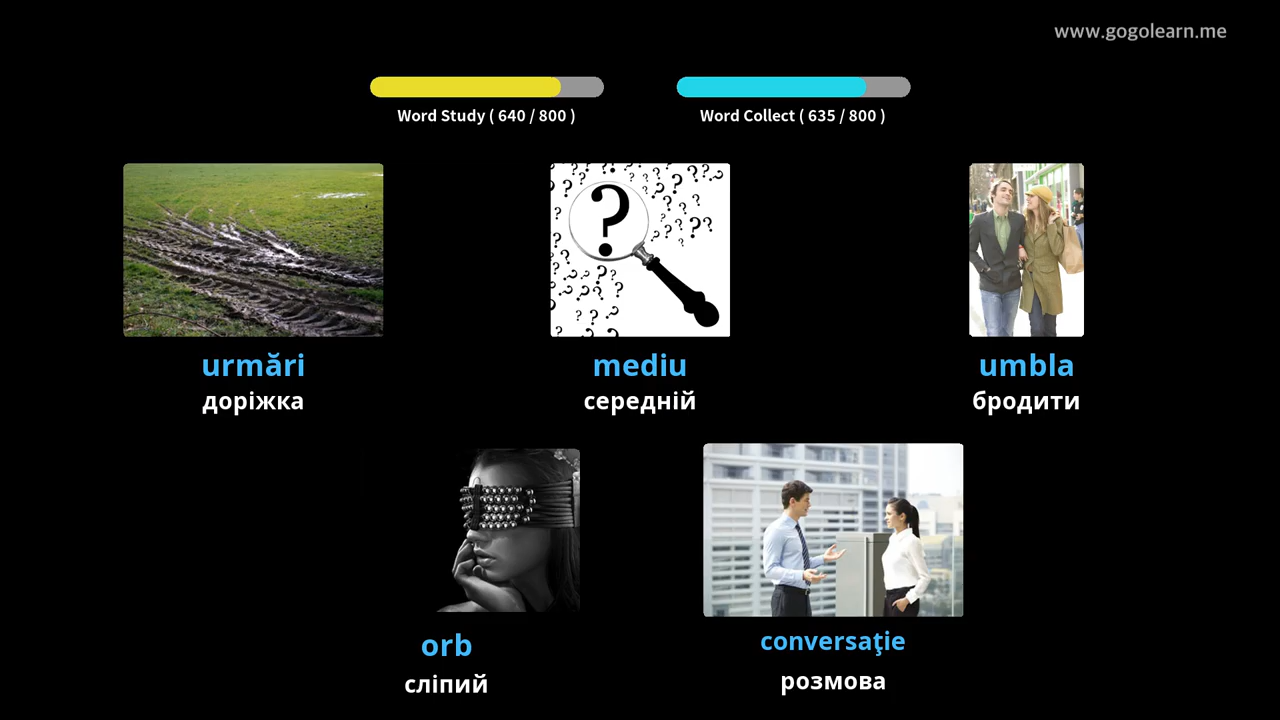 www.gogolearn.me
Word Study ( 640 / 800 )
Word Collect ( 635 / 800 )
urmări
mediu
umbla
доріжка
середній
бродити
orb
conversaţie
сліпий
розмова